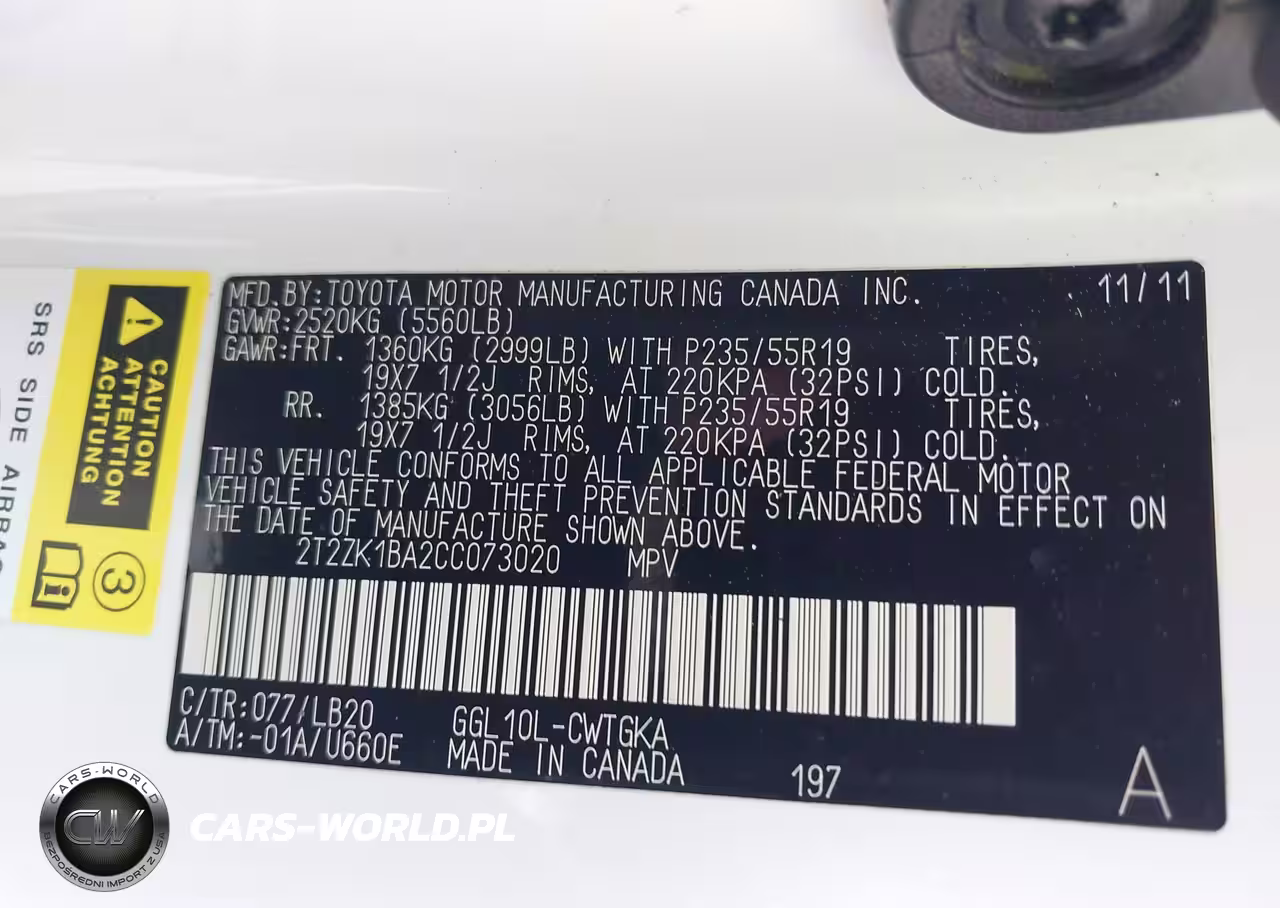 MFD.BY:TOYOTA MOTOR MANUFACTURING CANADA INC. 11/11
GVWR:2520KG (5560LB)
GAWR:FRT. 1360KG (2999LB) WITH P235/55R19 TIRES,
19X7 1/2J RIMS, AT 220KPA (32PSI) COLD.
RR. 1385KG (3056LB) WITH P235/55R19 TIRES,
19X7 1/2J RIMS, AT 220KPA (32PSI) COLD.
THIS VEHICLE CONFORMS TO ALL APPLICABLE FEDERAL MOTOR
VEHICLE SAFETY AND THEFT PREVENTION STANDARDS IN EFFECT ON
THE DATE OF MANUFACTURE SHOWN ABOVE.
2T2ZK1BA2CC073020 MPV
C/TR:077/LB20 GGL10L-CWTGKA
A/TM:-01A/U660E MADE IN CANADA 197 A
CAUTION
ATTENTION
ACHTUNG
3
SRS SIDE
CARS-WORLD
CW
BEZPOŚREDNI IMPORT Z USA
CARS-WORLD.PL